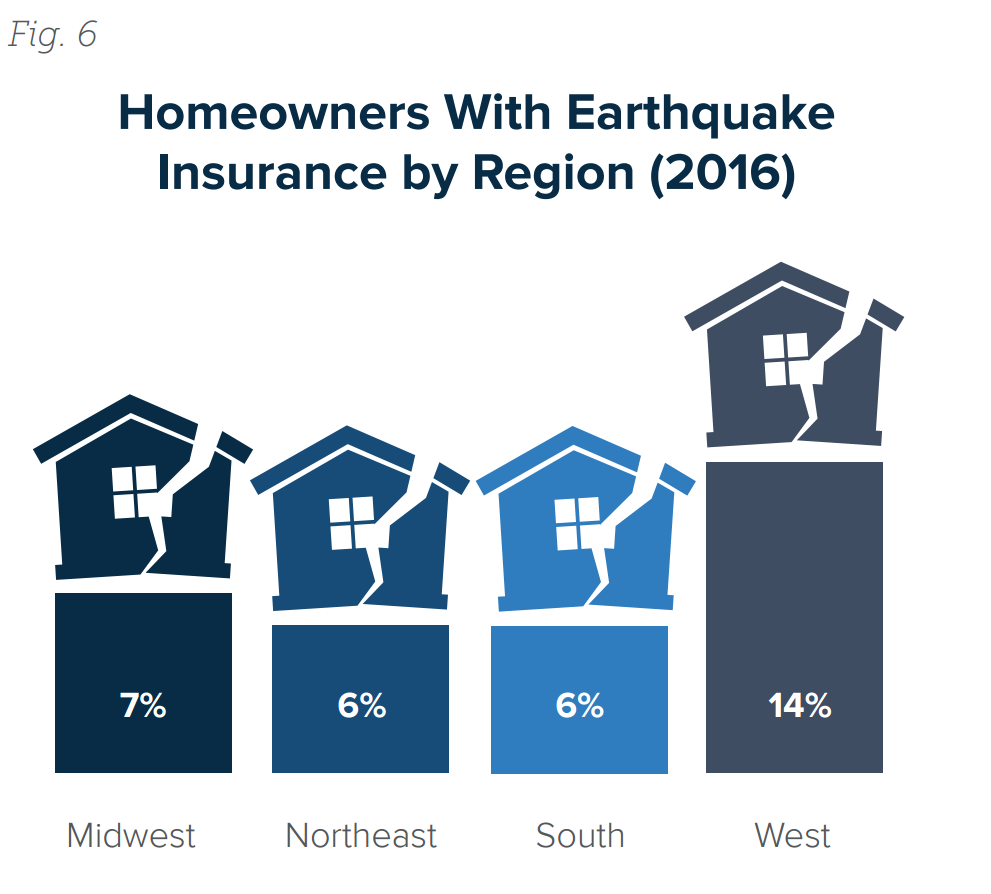 Fig. 6
Homeowners With Earthquake
Insurance by Region (2016)
7%
6%
6%
14%
Midwest
Northeast
South
West